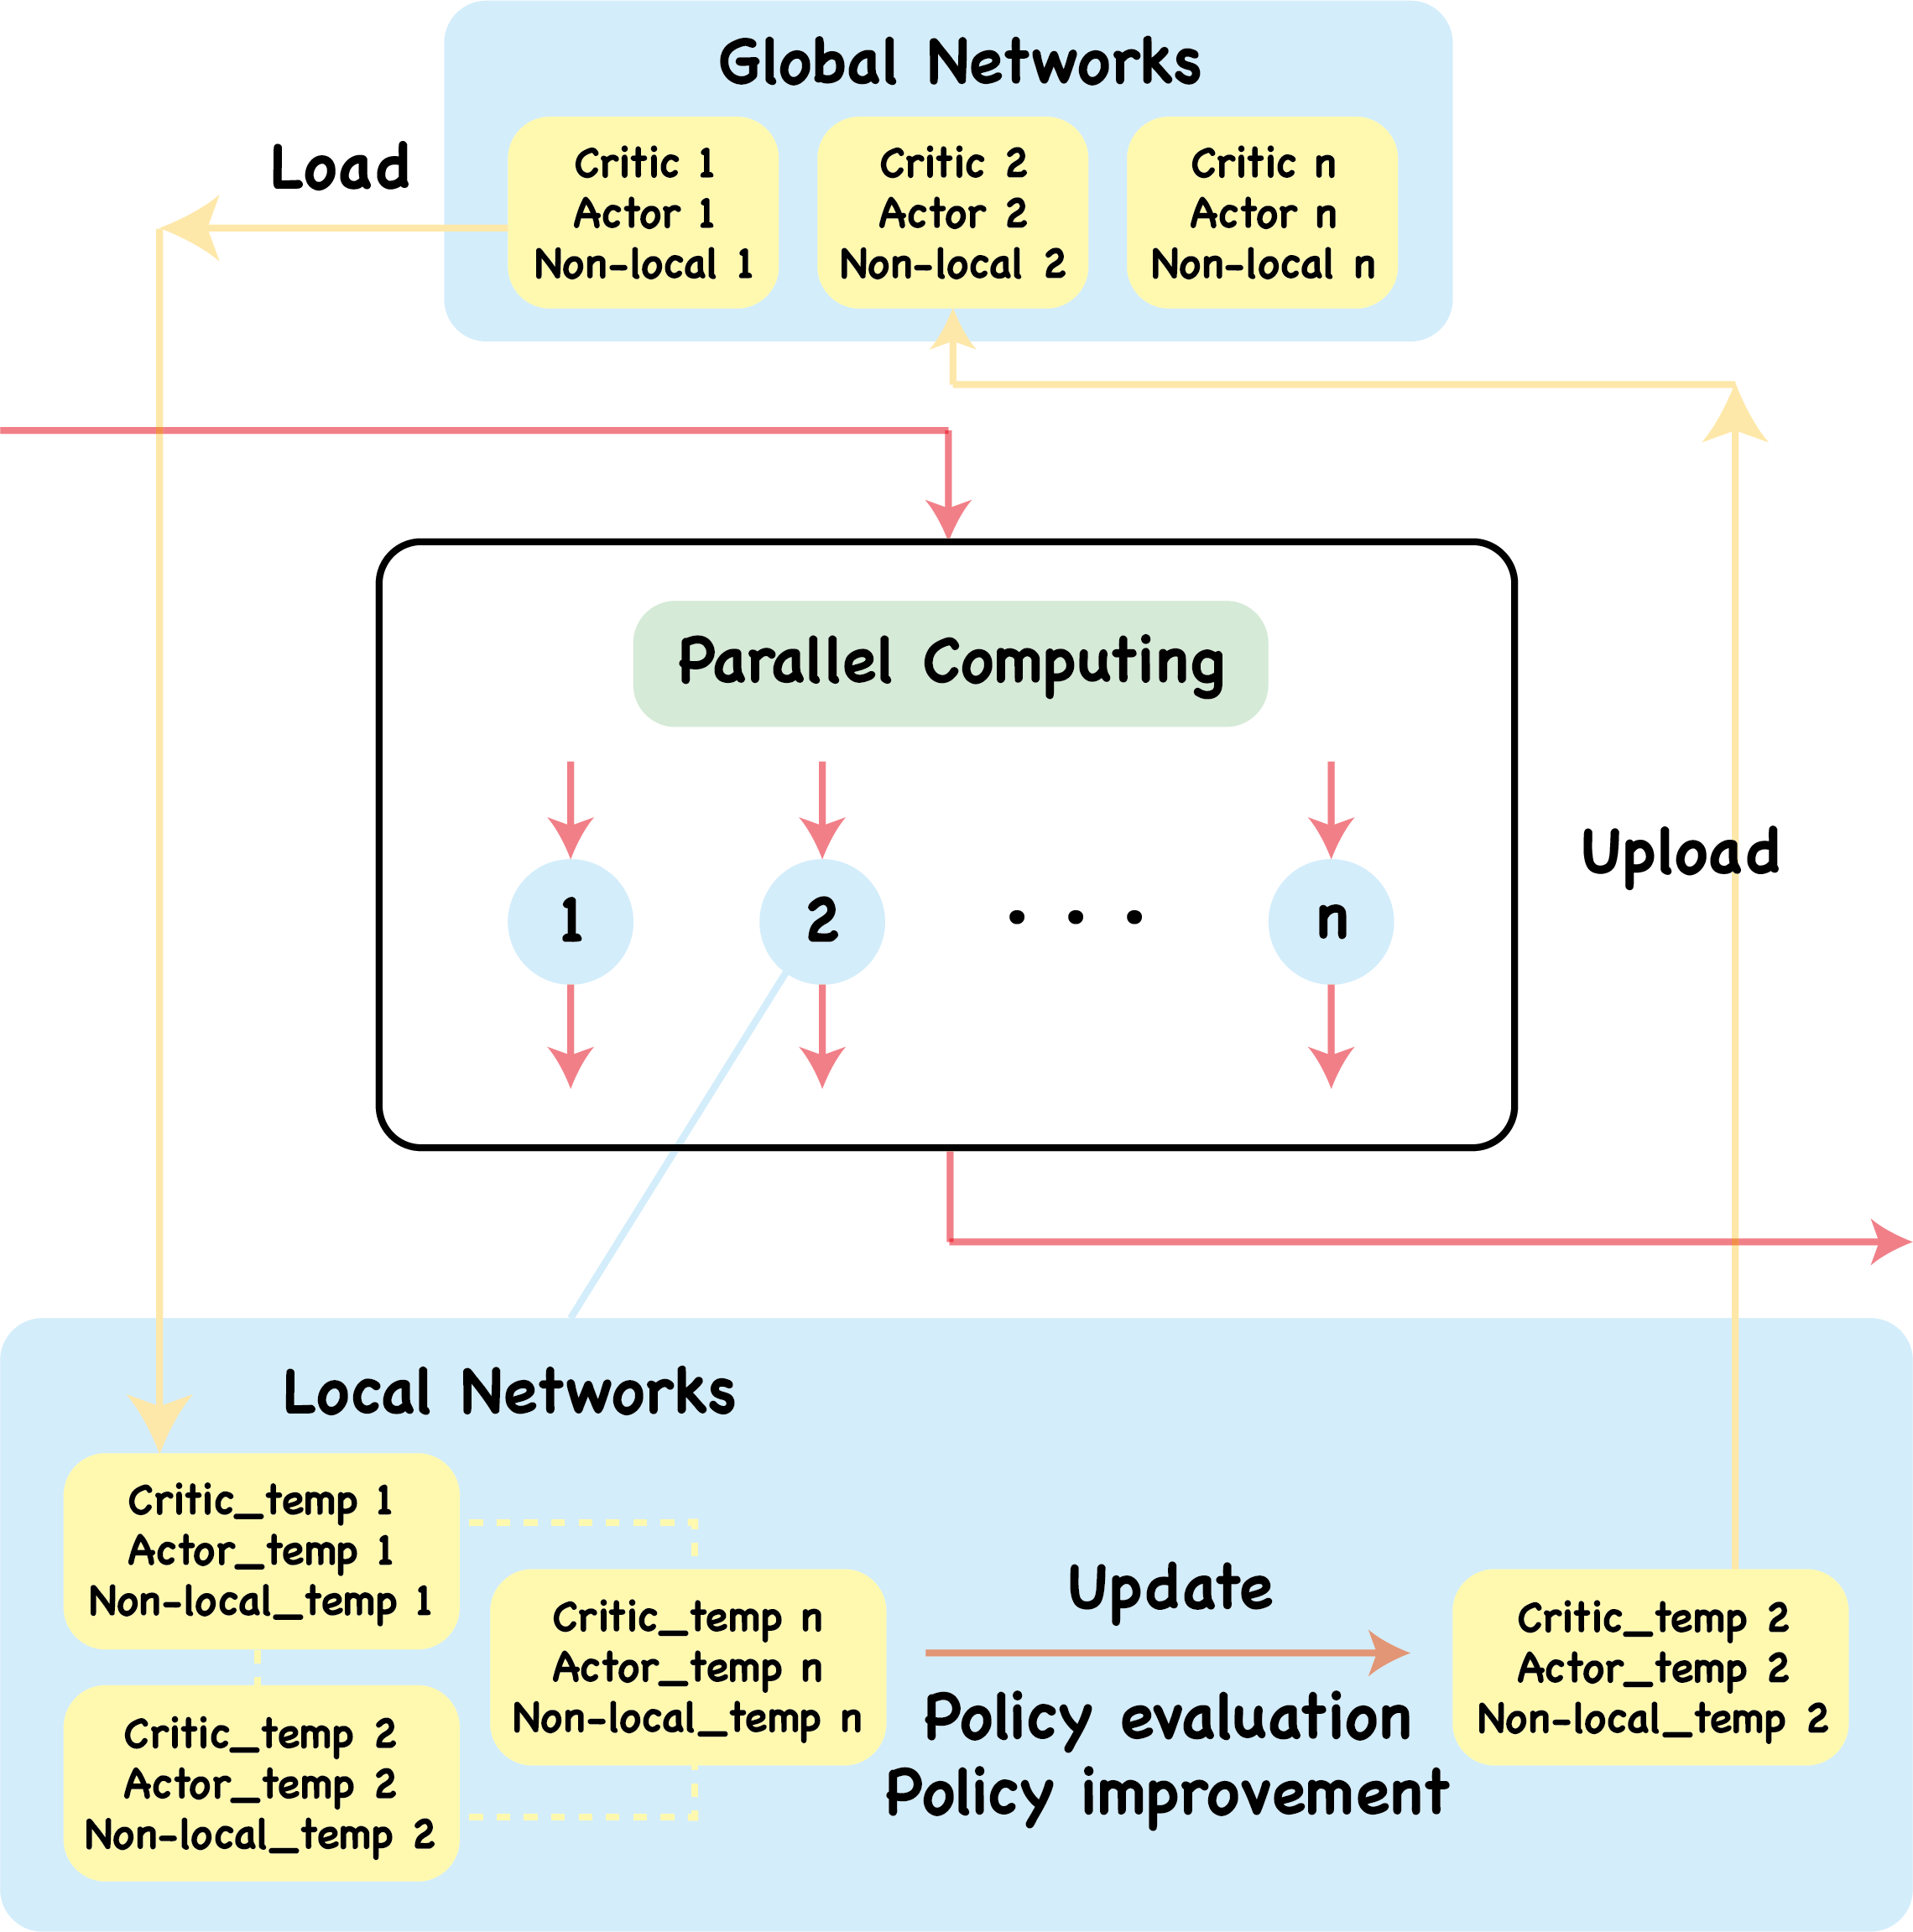 Global Networks
Load
Critic 1
Actor 1
Non-local 1
Critic 2
Actor 2
Non-local 2
Critic n
Actor n
Non-local n
Parallel Computing
1
2
. . .
n
Upload
Local Networks
Critic_temp 1
Actor_temp 1
Non-local_temp 1
Critic_temp 2
Actor_temp 2
Non-local_temp 2
Critic_temp n
Actor_temp n
Non-local_temp n
Update
Policy evaluation
Policy improvement
Critic_temp 2
Actor_temp 2
Non-local_temp 2